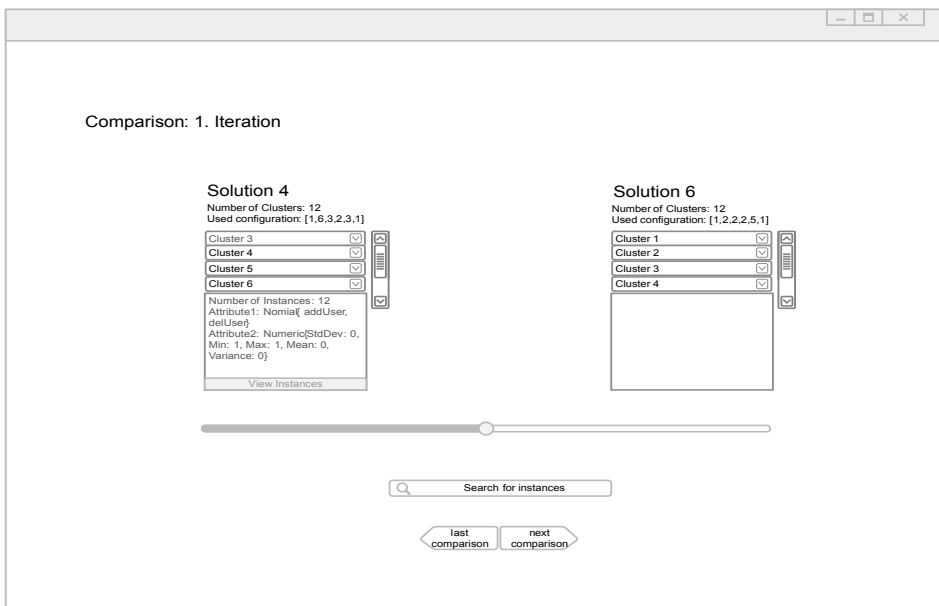 Comparison: 1. Iteration
Solution 4
Number of Clusters: 12
Used configuration: [1,6,3,2,3,1]
Cluster 3
Cluster 4
Cluster 5
Cluster 6
Number of Instances: 12
Attribute1: Nomial{ addUser,
delUser}
Attribute2: Numeric{StdDev: 0,
Min: 1, Max: 1, Mean: 0,
Variance: 0}
View Instances
Solution 6
Number of Clusters: 12
Used configuration: [1,2,2,2,5,1]
Cluster 1
Cluster 2
Cluster 3
Cluster 4
Search for instances
last
comparison
next
comparison